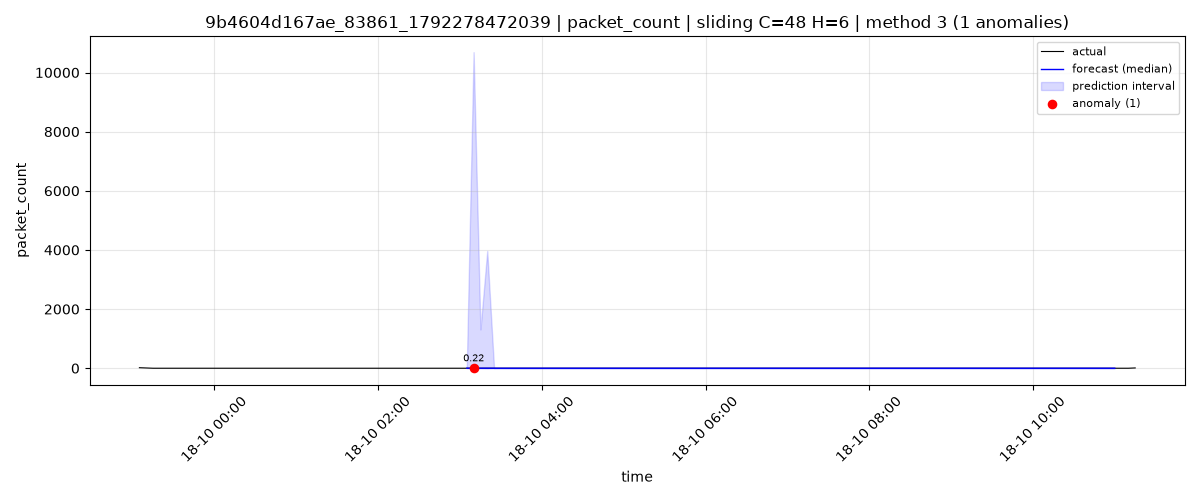 9b4604d167ae_83861_1792278472039 | packet_count | sliding C=48 H=6 | method 3 (1 anomalies)
actual
forecast (median)
prediction interval
anomaly (1)
packet_count
10000
8000
6000
4000
2000
0
0.22
18-10 00:00
18-10 02:00
18-10 04:00
18-10 06:00
18-10 08:00
18-10 10:00
time